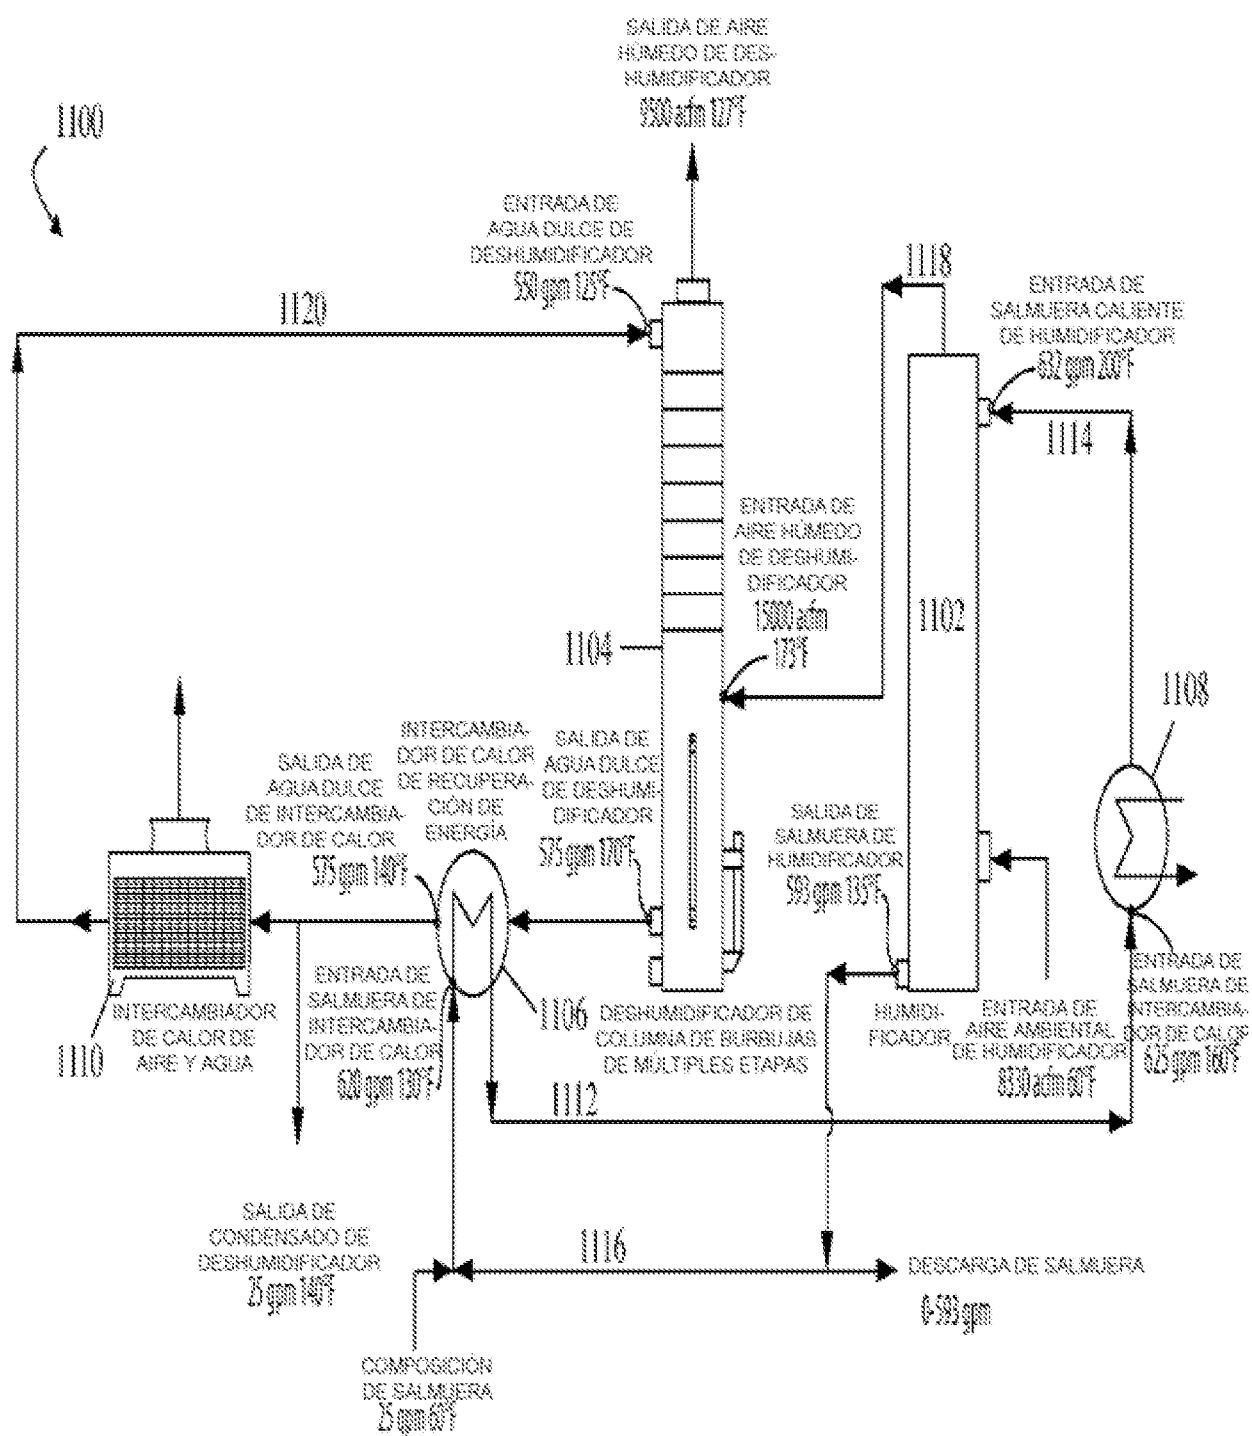 SALIDA DE AIRE
HÚMEDO DE DES-
HUMIDIFICADOR
9500 acfm 127°F
1100
ENTRADA DE
AGUA DULCE DE
DESHUMIDIFICADOR
550 gpm 125°F
1118
ENTRADA DE
SALMUERA CALIENTE
DE HUMIDIFICADOR
632 gpm 200°F
1120
1114
ENTRADA DE
AIRE HÚMEDO
DE DESHUMI-
DIFICADOR
15000 acfm
173°F
1102
1104
1108
INTERCAMBIA-
DOR DE CALOR
DE RECUPERA-
CIÓN DE
ENERGÍA
SALIDA DE
AGUA DULCE
DE DESHUMI-
DIFICADOR
575 gpm 170°F
SALIDA DE
AGUA DULCE
DE INTERCAMBIA-
DOR DE CALOR
575 gpm 140°F
SALIDA DE
SALMUERA DE
HUMIDIFICADOR
593 gpm 135°F
ENTRADA DE
SALMUERA DE
INTERCAMBIA-
DOR DE CALOR
620 gpm 130°F
1106
INTERCAMBIADOR
DE CALOR DE
AIRE Y AGUA
1110
DESHUMIDIFICADOR DE
COLUMNA DE BURBUJAS
DE MÚLTIPLES ETAPAS
HUMIDI-
FICADOR
ENTRADA DE
AIRE AMBIENTAL
DE HUMIDIFICADOR
8330 acfm 60°F
ENTRADA DE
SALMUERA DE
INTERCAMBIA-
DOR DE CALOR
625 gpm 160°F
1112
SALIDA DE
CONDENSADO DE
DESHUMIDIFICADOR
25 gpm 140°F
1116
DESCARGA DE SALMUERA
0-593 gpm
COMPOSICIÓN
DE SALMUERA
25 gpm 60°F